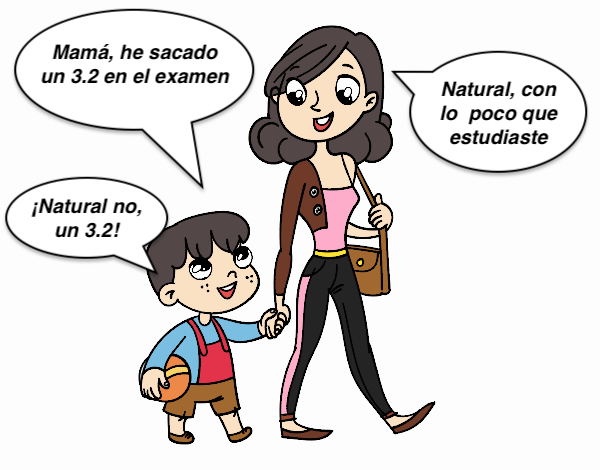 Mamá, he sacado
un 3.2 en el examen
Natural, con
lo poco que
estudiaste
¡Natural no,
un 3.2!